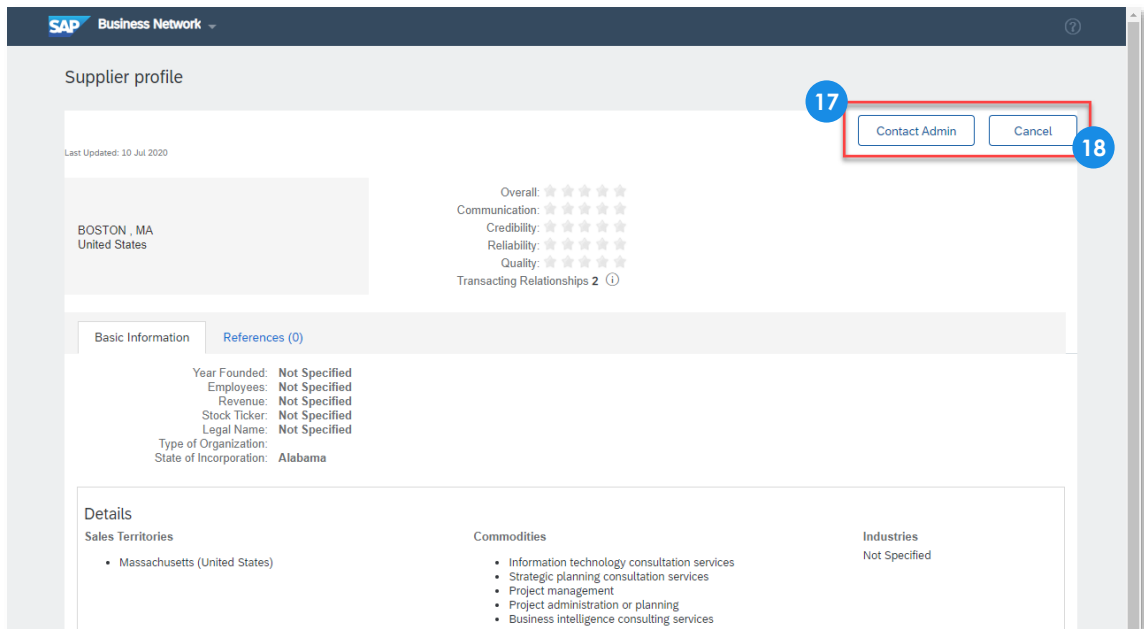 SAP Business Network
Supplier profile
17
Contact Admin Cancel
18
Last Updated: 10 Jul 2020
BOSTON , MA
United States
Overall:
Communication:
Credibility:
Reliability:
Quality:
Transacting Relationships 2
Basic Information References (0)
Year Founded: Not Specified
Employees: Not Specified
Revenue: Not Specified
Stock Ticker: Not Specified
Legal Name: Not Specified
Type of Organization:
State of Incorporation: Alabama
Details
Sales Territories
• Massachusetts (United States)
Commodities
• Information technology consultation services
• Strategic planning consultation services
• Project management
• Project administration or planning
• Business intelligence consulting services
Industries
Not Specified